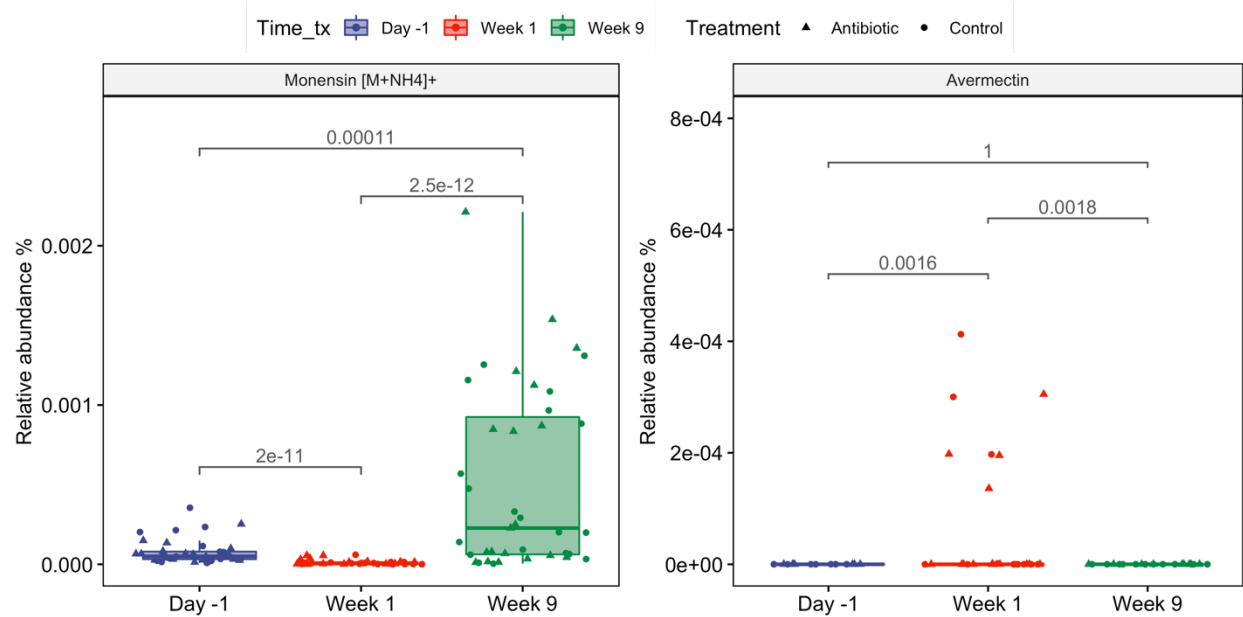 Time_tx Day -1 Week 1 Week 9 Treatment Antibiotic Control
Monensin [M+NH4]+
Relative abundance %
0.002
0.001
0.000
0.00011
2.5e-12
2e-11
Day -1 Week 1 Week 9
Avermectin
Relative abundance %
8e-04
6e-04
4e-04
2e-04
0e+00
1
0.0018
0.0016
Day -1 Week 1 Week 9